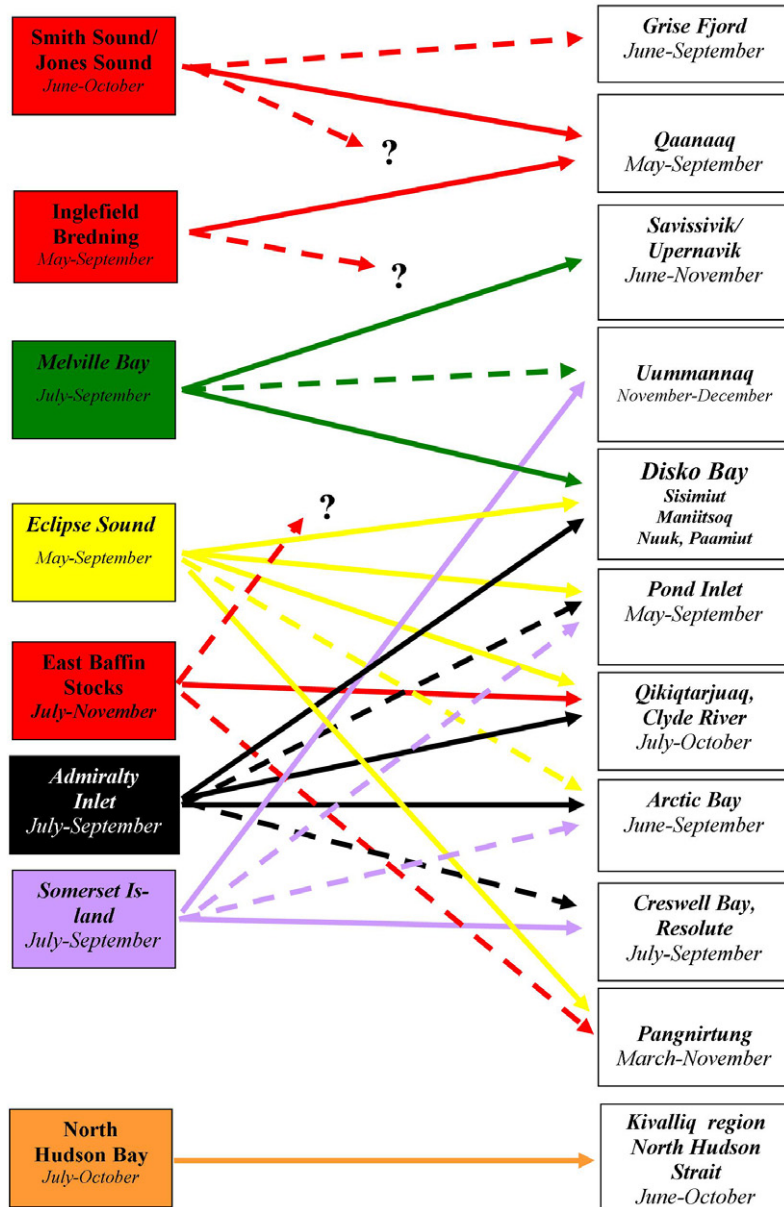 Smith Sound/
Jones Sound
June-October
Grise Fjord
June-September
?
Qaanaaq
May-September
Inglefield
Bredning
May-September
?
Savissivik/
Upernavik
June-November
Melville Bay
July-September
Uummannaq
November-December
Disko Bay
Sisimiut
Maniitsoq
Nuuk, Paamiut
?
Eclipse Sound
May-September
Pond Inlet
May-September
East Baffin
Stocks
July-November
Qikiqtarjuaq,
Clyde River
July-October
Admiralty
Inlet
July-September
Arctic Bay
June-September
Somerset Is-
land
July-September
Creswell Bay,
Resolute
July-September
Pangnirtung
March-November
North
Hudson Bay
July-October
Kivalliq region
North Hudson
Strait
June-October